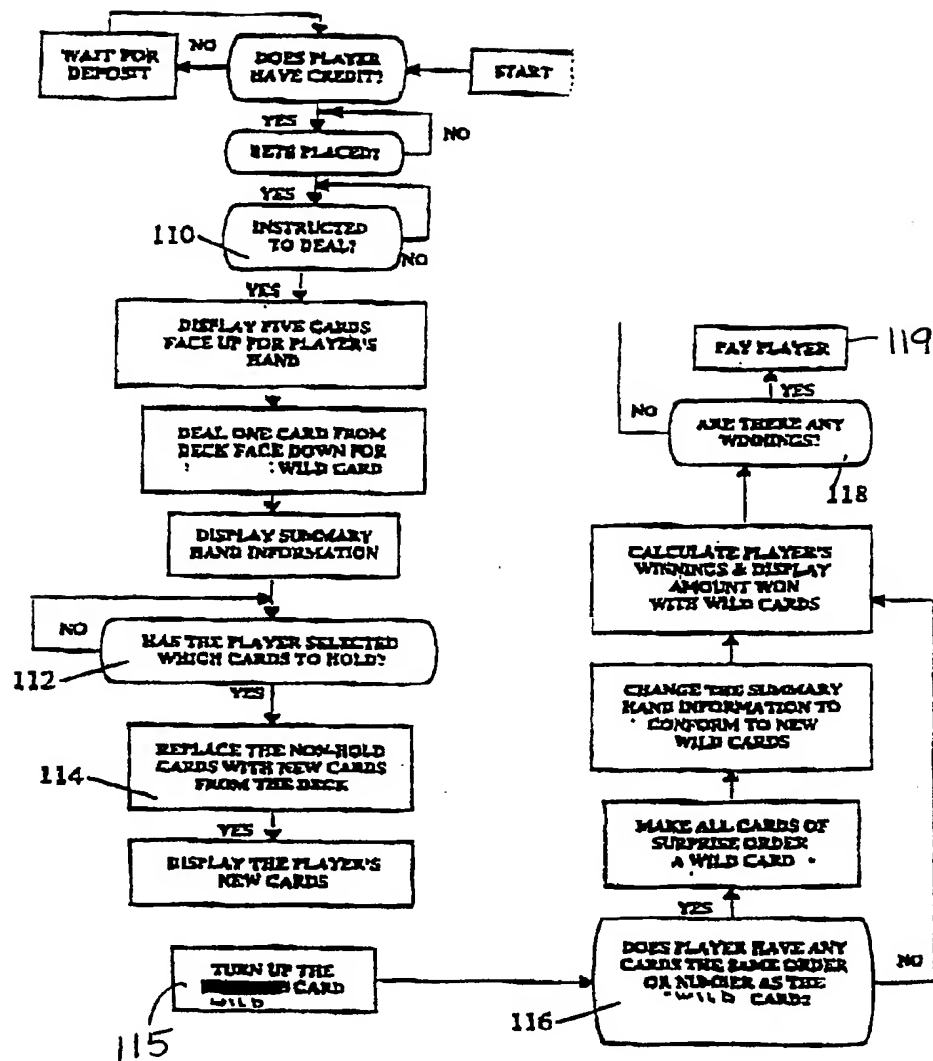 WAIT FOR
DEPOSIT
NO
DOES PLAYER
HAVE CREDIT?
START
YES
BETS PLACED?
NO
YES
110
INSTRUCTED
TO DEAL?
NO
YES
DISPLAY FIVE CARDS
FACE UP FOR PLAYER'S
HAND
DEAL ONE CARD FROM
DECK FACE DOWN FOR
WILD CARD
DISPLAY SUMMARY
HAND INFORMATION
NO
HAS THE PLAYER SELECTED
WHICH CARDS TO HOLD?
112
YES
REPLACE THE NON-HOLD
CARDS WITH NEW CARDS
FROM THE DECK
114
YES
DISPLAY THE PLAYER'S
NEW CARDS
TURN UP THE
CARD
WILD
115
DOES PLAYER HAVE ANY
CARDS THE SAME ORDER
OR NUMBER AS THE
"WILD" CARD?
116
NO
YES
MAKE ALL CARDS OF
SURPRISE ORDER
A WILD CARD
CHANGE THE SUMMARY
HAND INFORMATION TO
CONFORM TO NEW
WILD CARDS
CALCULATE PLAYER'S
WINNINGS & DISPLAY
AMOUNT WON
WITH WILD CARDS
ARE THERE ANY
WINNINGS?
118
NO
YES
PAY PLAYER
119